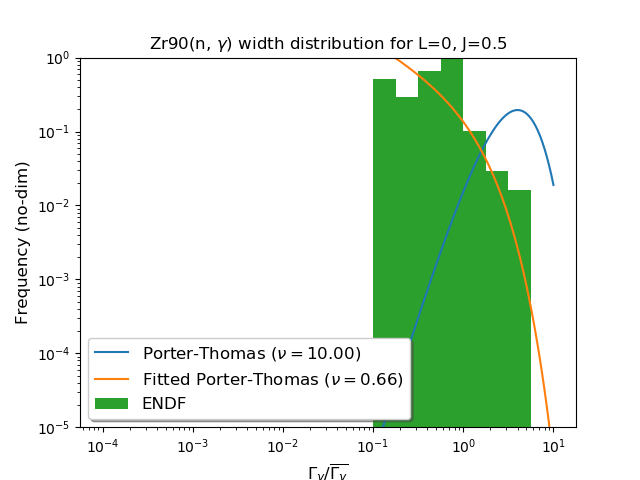 Zr90(n, γ) width distribution for L=0, J=0.5
Frequency (no-dim)
10⁰
10⁻¹
10⁻²
10⁻³
10⁻⁴
10⁻⁵
Porter-Thomas (ν = 10.00)
Fitted Porter-Thomas (ν = 0.66)
ENDF
10⁻⁴ 10⁻³ 10⁻² 10⁻¹ 10⁰ 10¹
Γᵧ/Γ̅ᵧ